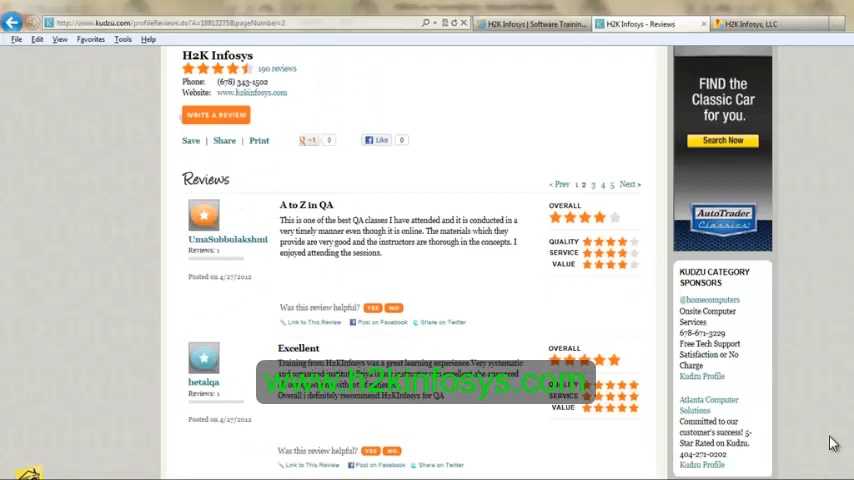 http://www.kudzu.com/profileReviews.do?A=18813275&pageNumber=2
H2K Infosys | Software Trainin...
H2K Infosys - Reviews
H2K Infosys, LLC
File Edit View Favorites Tools Help
H2K Infosys
190 reviews
Phone: (678) 343-1502
Website: www.h2kinfosys.com
WRITE A REVIEW
Save | Share | Print
+1 0
Like 0
Reviews
« Prev 1 2 3 4 5 Next »
A to Z in QA
This is one of the best QA classes I have attended and it is conducted in a
very timely manner even though it is online. The materials which they
provide are very good and the instructors are thorough in the concepts. I
enjoyed attending the sessions.
UmaSubbulakshmi
Reviews: 1
Posted on 4/27/2012
OVERALL
QUALITY
SERVICE
VALUE
Was this review helpful? YES NO
Link to This Review Post on Facebook Share on Twitter
Excellent
Training from H2KInfosys was a great learning experience.Very systematic
Overall i definitely recommend H2KInfosys for QA
www.h2kinfosys.com
hetalqa
Reviews: 1
Posted on 4/27/2012
OVERALL
QUALITY
SERVICE
VALUE
Was this review helpful? YES NO
Link to This Review Post on Facebook Share on Twitter
FIND the
Classic Car
for you.
Search Now
AutoTrader
Classics
KUDZU CATEGORY
SPONSORS
@homecomputers
Onsite Computer
Services
678-671-3229
Free Tech Support
Satisfaction or No
Charge
Kudzu Profile
Atlanta Computer
Solutions
Committed to our
customer's success! 5-
Star Rated on Kudzu.
404-271-0202
Kudzu Profile